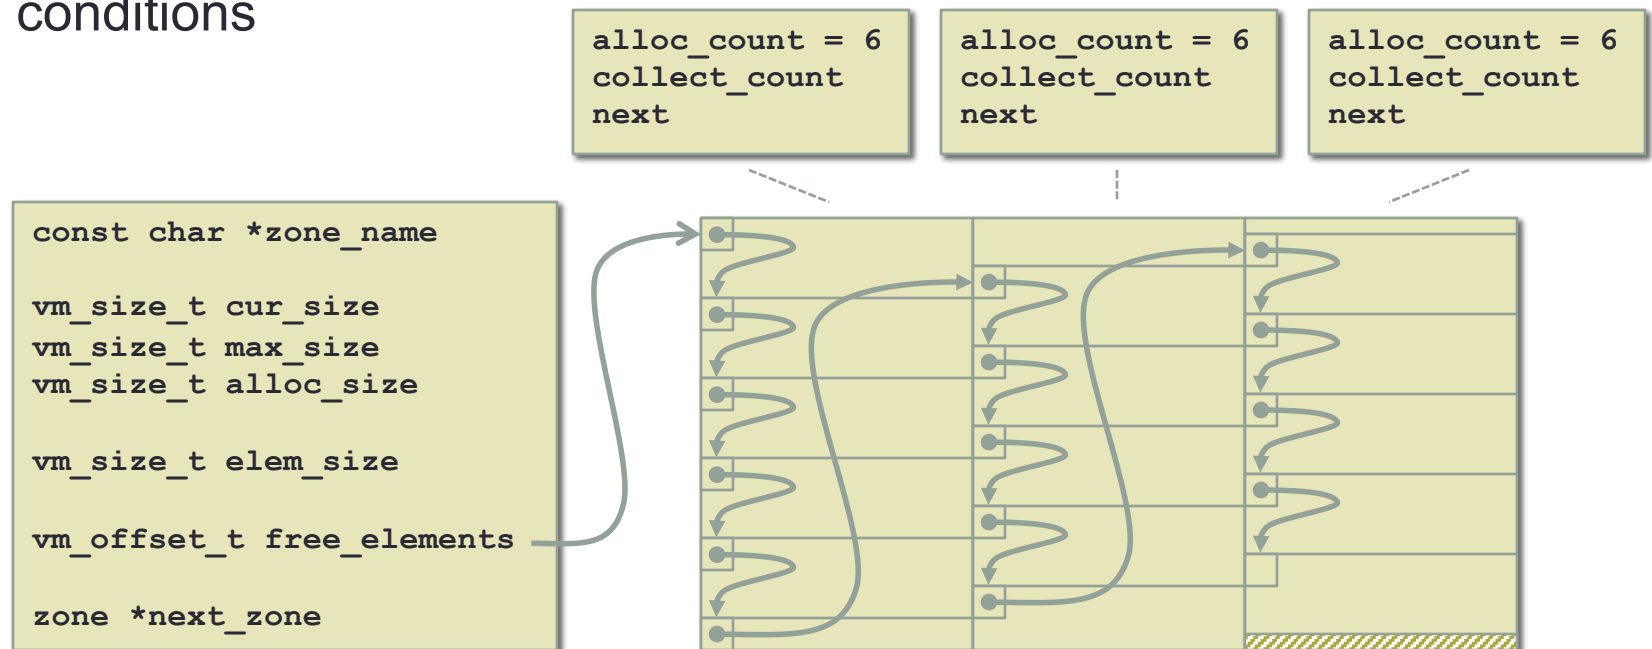 conditions
alloc_count = 6
collect_count
next
alloc_count = 6
collect_count
next
alloc_count = 6
collect_count
next
const char *zone_name
vm_size_t cur_size
vm_size_t max_size
vm_size_t alloc_size
vm_size_t elem_size
vm_offset_t free_elements
zone *next_zone